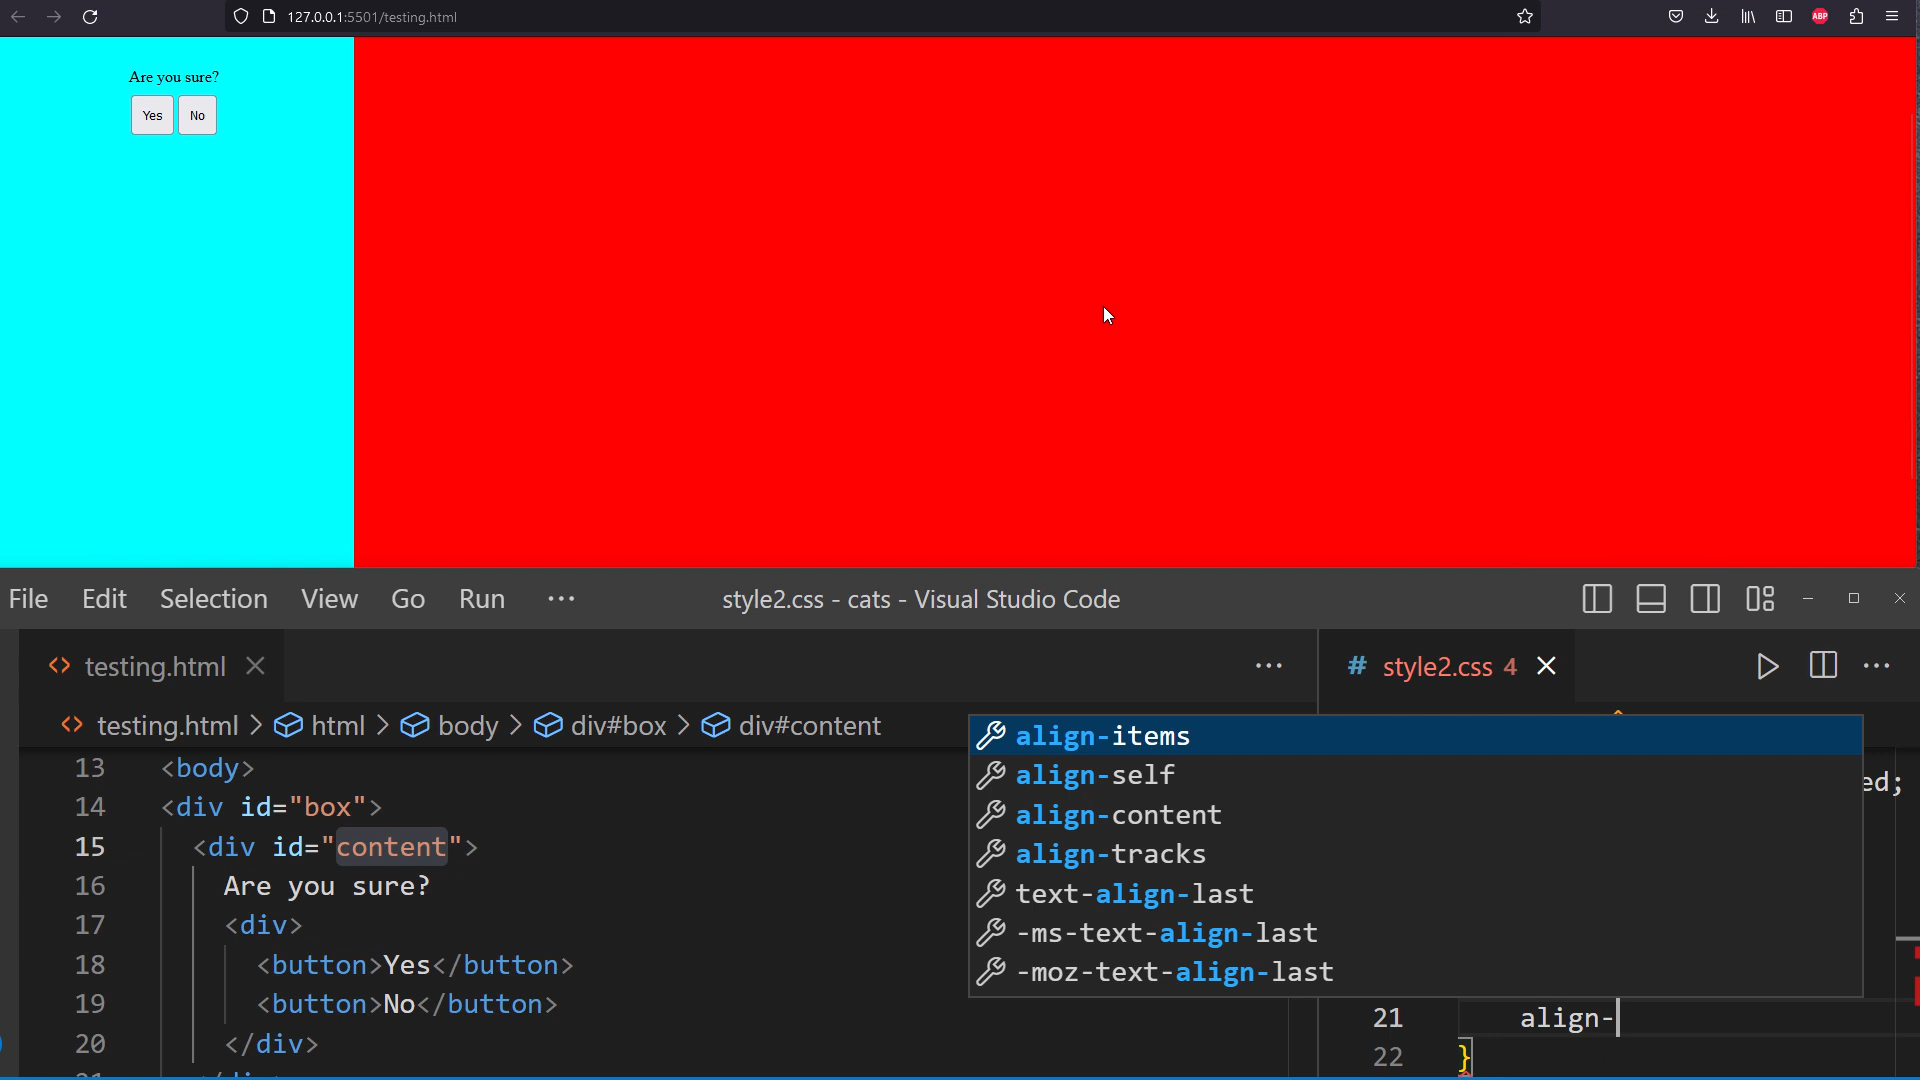 127.0.0.1:5501/testing.html
ABP
Are you sure?
Yes No
File Edit Selection View Go Run ··· style2.css - cats - Visual Studio Code
testing.html
style2.css 4
testing.html > html > body > div#box > div#content
13 <body>
14 <div id="box">
15 <div id="content">
16 Are you sure?
17 <div>
18 <button>Yes</button>
19 <button>No</button>
20 </div>
align-items
align-self
align-content
align-tracks
text-align-last
-ms-text-align-last
-moz-text-align-last
ed;
21 align-
22 }